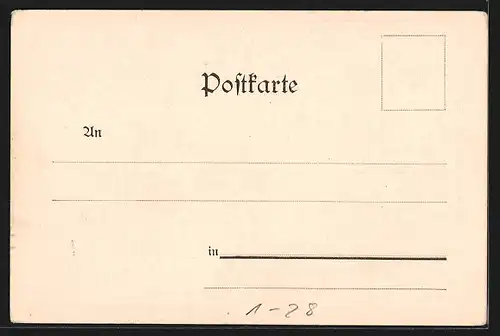 Postkarte
An
in
1-28